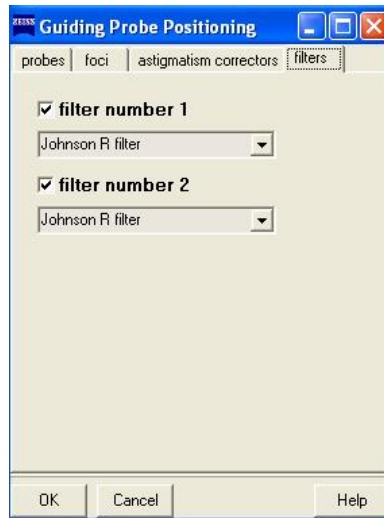 ZEISS Guiding Probe Positioning
probes foci astigmatism correctors filters
filter number 1
Johnson R filter
filter number 2
Johnson R filter
OK Cancel Help